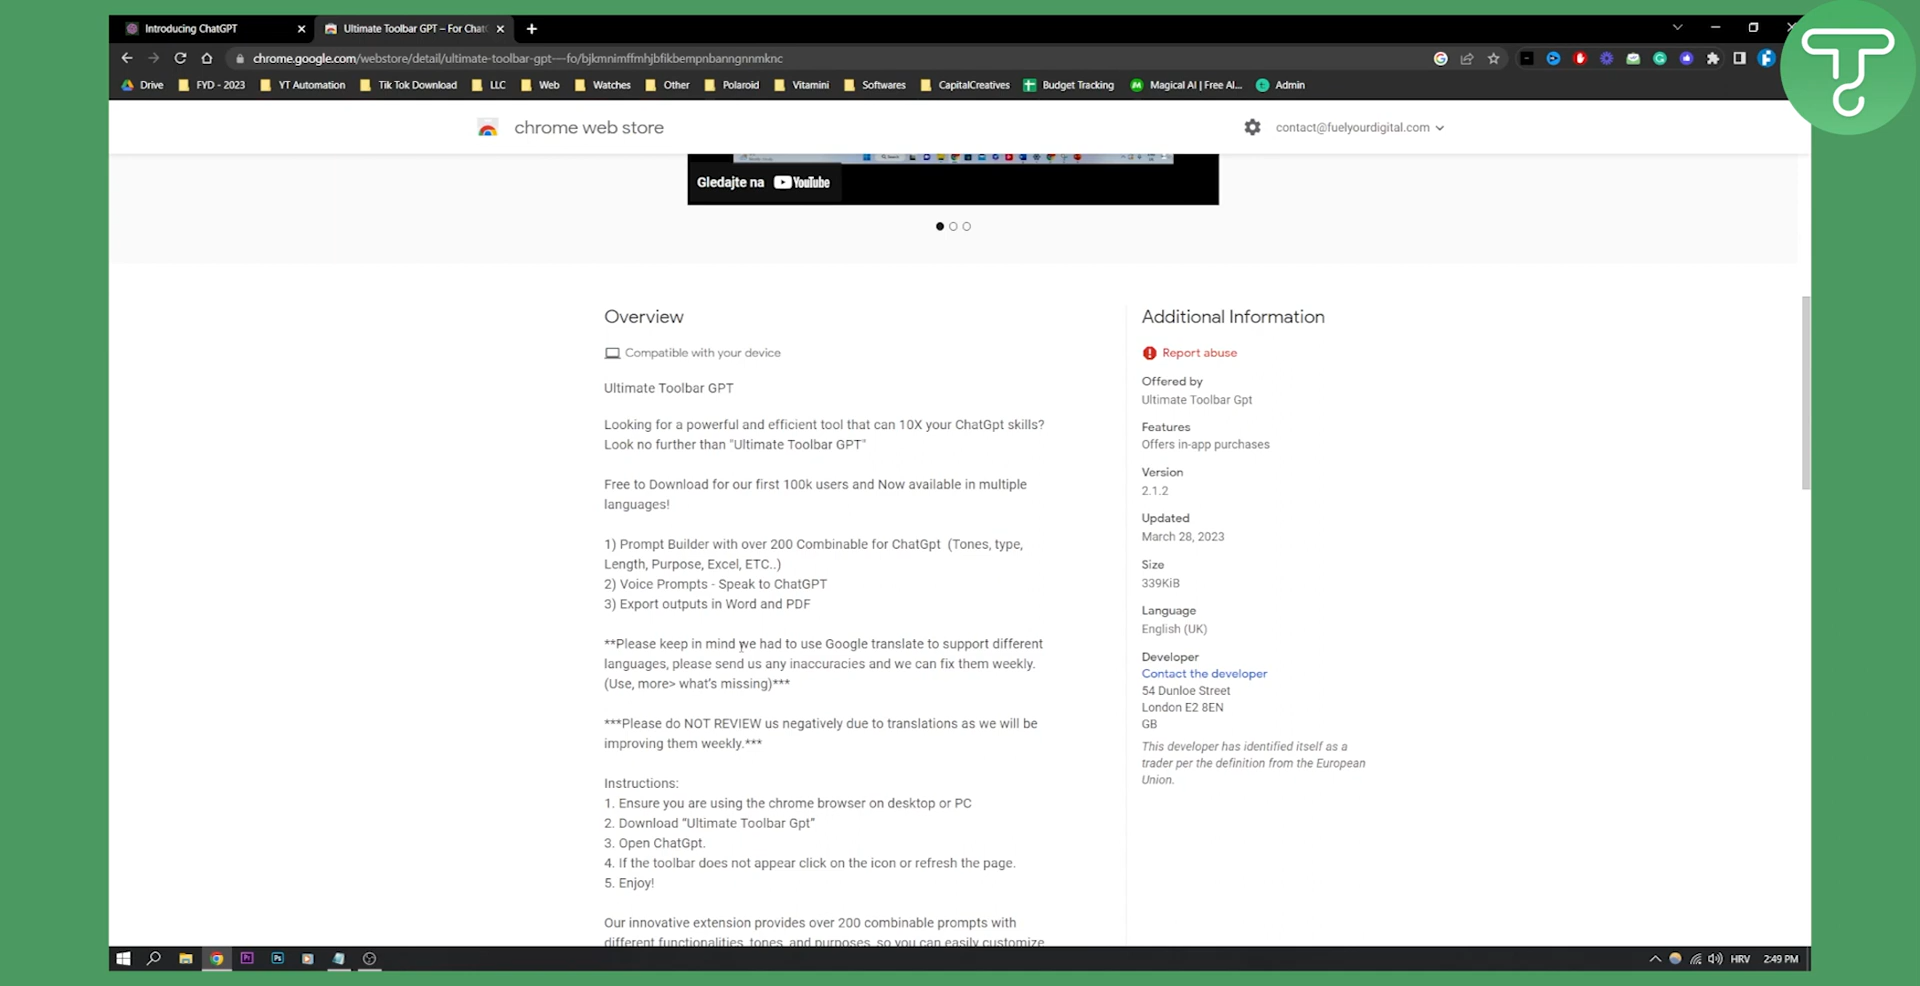 Introducing ChatGPT
Ultimate Toolbar GPT – For Chat
chrome.google.com/webstore/detail/ultimate-toolbar-gpt---fo/bjkmnimffmhjbfikbempnbanngnnmknc
Drive FYD - 2023 YT Automation Tik Tok Download LLC Web Watches Other Polaroid Vitamini Softwares CapitalCreatives Budget Tracking Magical AI | Free AI... Admin
chrome web store
contact@fuelyourdigital.com
Gledajte na YouTube
Overview
Compatible with your device
Ultimate Toolbar GPT
Looking for a powerful and efficient tool that can 10X your ChatGpt skills?
Look no further than "Ultimate Toolbar GPT"
Free to Download for our first 100k users and Now available in multiple
languages!
1) Prompt Builder with over 200 Combinable for ChatGpt (Tones, type,
Length, Purpose, Excel, ETC..)
2) Voice Prompts - Speak to ChatGPT
3) Export outputs in Word and PDF
**Please keep in mind we had to use Google translate to support different
languages, please send us any inaccuracies and we can fix them weekly.
(Use, more> what's missing)***
***Please do NOT REVIEW us negatively due to translations as we will be
improving them weekly.***
Instructions:
1. Ensure you are using the chrome browser on desktop or PC
2. Download “Ultimate Toolbar Gpt”
3. Open ChatGpt.
4. If the toolbar does not appear click on the icon or refresh the page.
5. Enjoy!
Our innovative extension provides over 200 combinable prompts with
different functionalities, tones, and purposes, so you can easily customize
Additional Information
Report abuse
Offered by
Ultimate Toolbar Gpt
Features
Offers in-app purchases
Version
2.1.2
Updated
March 28, 2023
Size
339KiB
Language
English (UK)
Developer
Contact the developer
54 Dunloe Street
London E2 8EN
GB
This developer has identified itself as a
trader per the definition from the European
Union.
HRV 2:49 PM